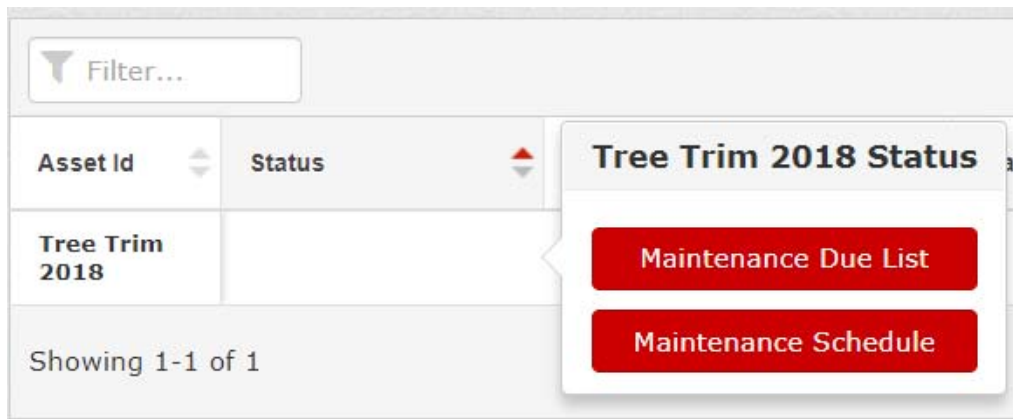 Filter...
Asset Id
Status
Tree Trim 2018 Status
Tree Trim
2018
Maintenance Due List
Maintenance Schedule
Showing 1-1 of 1